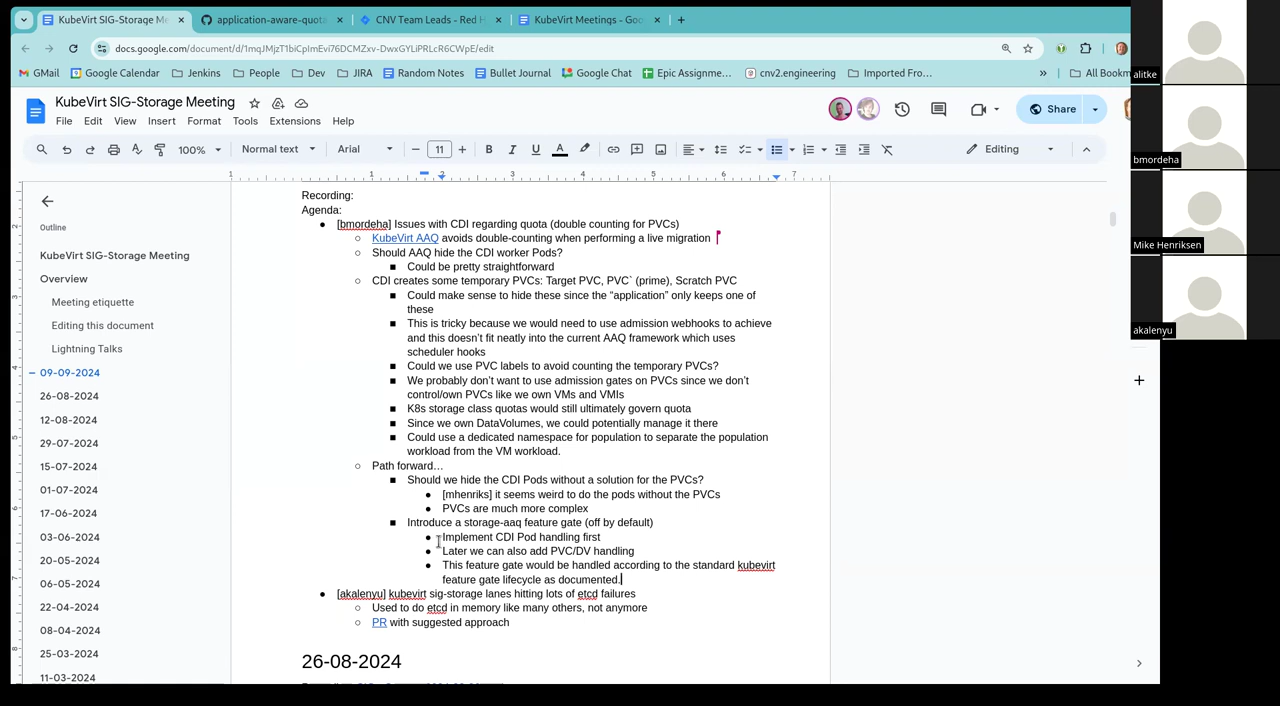 KubeVirt SIG-Storage Me
application-aware-quota
CNV Team Leads - Red H
KubeVirt Meetings - Goo
docs.google.com/document/d/1mqJMjzT1biCpImEvi76DCMZxv-DwxGYLiPRLcR6CWpE/edit
GMail
Google Calendar
Jenkins
People
Dev
JIRA
Random Notes
Bullet Journal
Google Chat
Epic Assignme…
cnv2.engineering
Imported Fro…
All Bookm
KubeVirt SIG-Storage Meeting
File Edit View Insert Format Tools Extensions Help
Share
100%
Normal text
Arial
11
Editing
1 1 2 3 4 5 6 7
Outline
KubeVirt SIG-Storage Meeting
Overview
Meeting etiquette
Editing this document
Lightning Talks
09-09-2024
26-08-2024
12-08-2024
29-07-2024
15-07-2024
01-07-2024
17-06-2024
03-06-2024
20-05-2024
06-05-2024
22-04-2024
08-04-2024
25-03-2024
11-03-2024
Recording:
Agenda:
● [bmordeha] Issues with CDI regarding quota (double counting for PVCs)
○ KubeVirt AAQ avoids double-counting when performing a live migration
○ Should AAQ hide the CDI worker Pods?
■ Could be pretty straightforward
○ CDI creates some temporary PVCs: Target PVC, PVC` (prime), Scratch PVC
■ Could make sense to hide these since the “application” only keeps one of
these
■ This is tricky because we would need to use admission webhooks to achieve
and this doesn’t fit neatly into the current AAQ framework which uses
scheduler hooks
■ Could we use PVC labels to avoid counting the temporary PVCs?
■ We probably don’t want to use admission gates on PVCs since we don’t
control/own PVCs like we own VMs and VMIs
■ K8s storage class quotas would still ultimately govern quota
■ Since we own DataVolumes, we could potentially manage it there
■ Could use a dedicated namespace for population to separate the population
workload from the VM workload.
○ Path forward…
■ Should we hide the CDI Pods without a solution for the PVCs?
● [mhenriks] it seems weird to do the pods without the PVCs
● PVCs are much more complex
■ Introduce a storage-aaq feature gate (off by default)
● Implement CDI Pod handling first
● Later we can also add PVC/DV handling
● This feature gate would be handled according to the standard kubevirt
feature gate lifecycle as documented.
● [akalenyu] kubevirt sig-storage lanes hitting lots of etcd failures
○ Used to do etcd in memory like many others, not anymore
○ PR with suggested approach
26-08-2024
alitke
bmordeha
Mike Henriksen
akalenyu